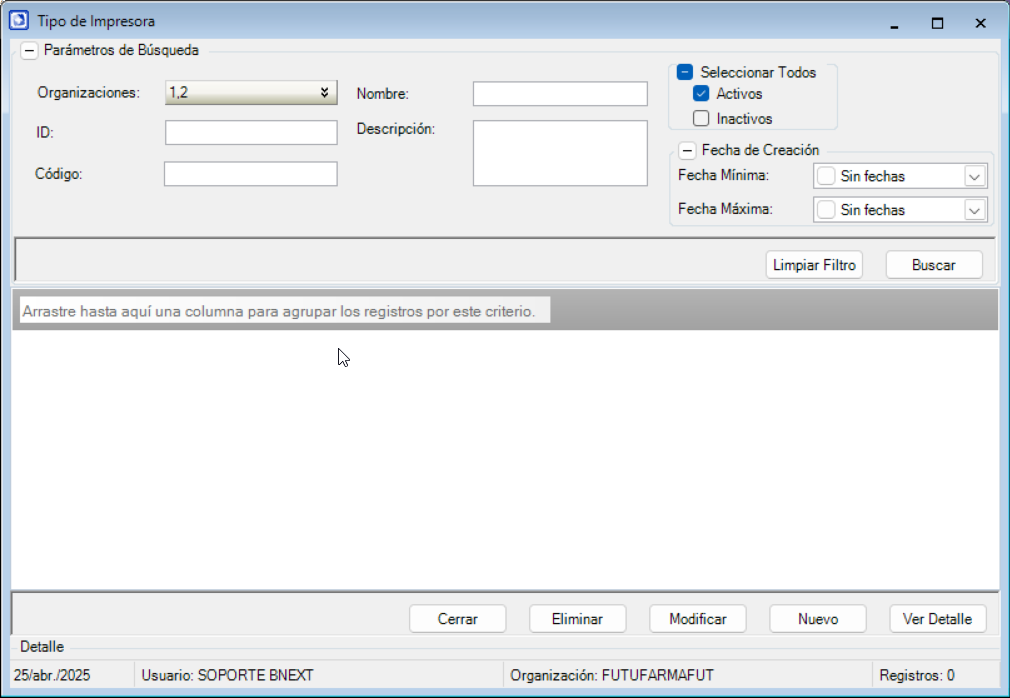 Tipo de Impresora
Parámetros de Búsqueda
Organizaciones: 1,2
Nombre:
Seleccionar Todos
Activos
Inactivos
ID:
Descripción:
Código:
Fecha de Creación
Fecha Mínima: Sin fechas
Fecha Máxima: Sin fechas
Limpiar Filtro Buscar
Arrastre hasta aquí una columna para agrupar los registros por este criterio.
Cerrar Eliminar Modificar Nuevo Ver Detalle
Detalle
25/abr./2025 Usuario: SOPORTE BNEXT Organización: FUTUFARMAFUT Registros: 0